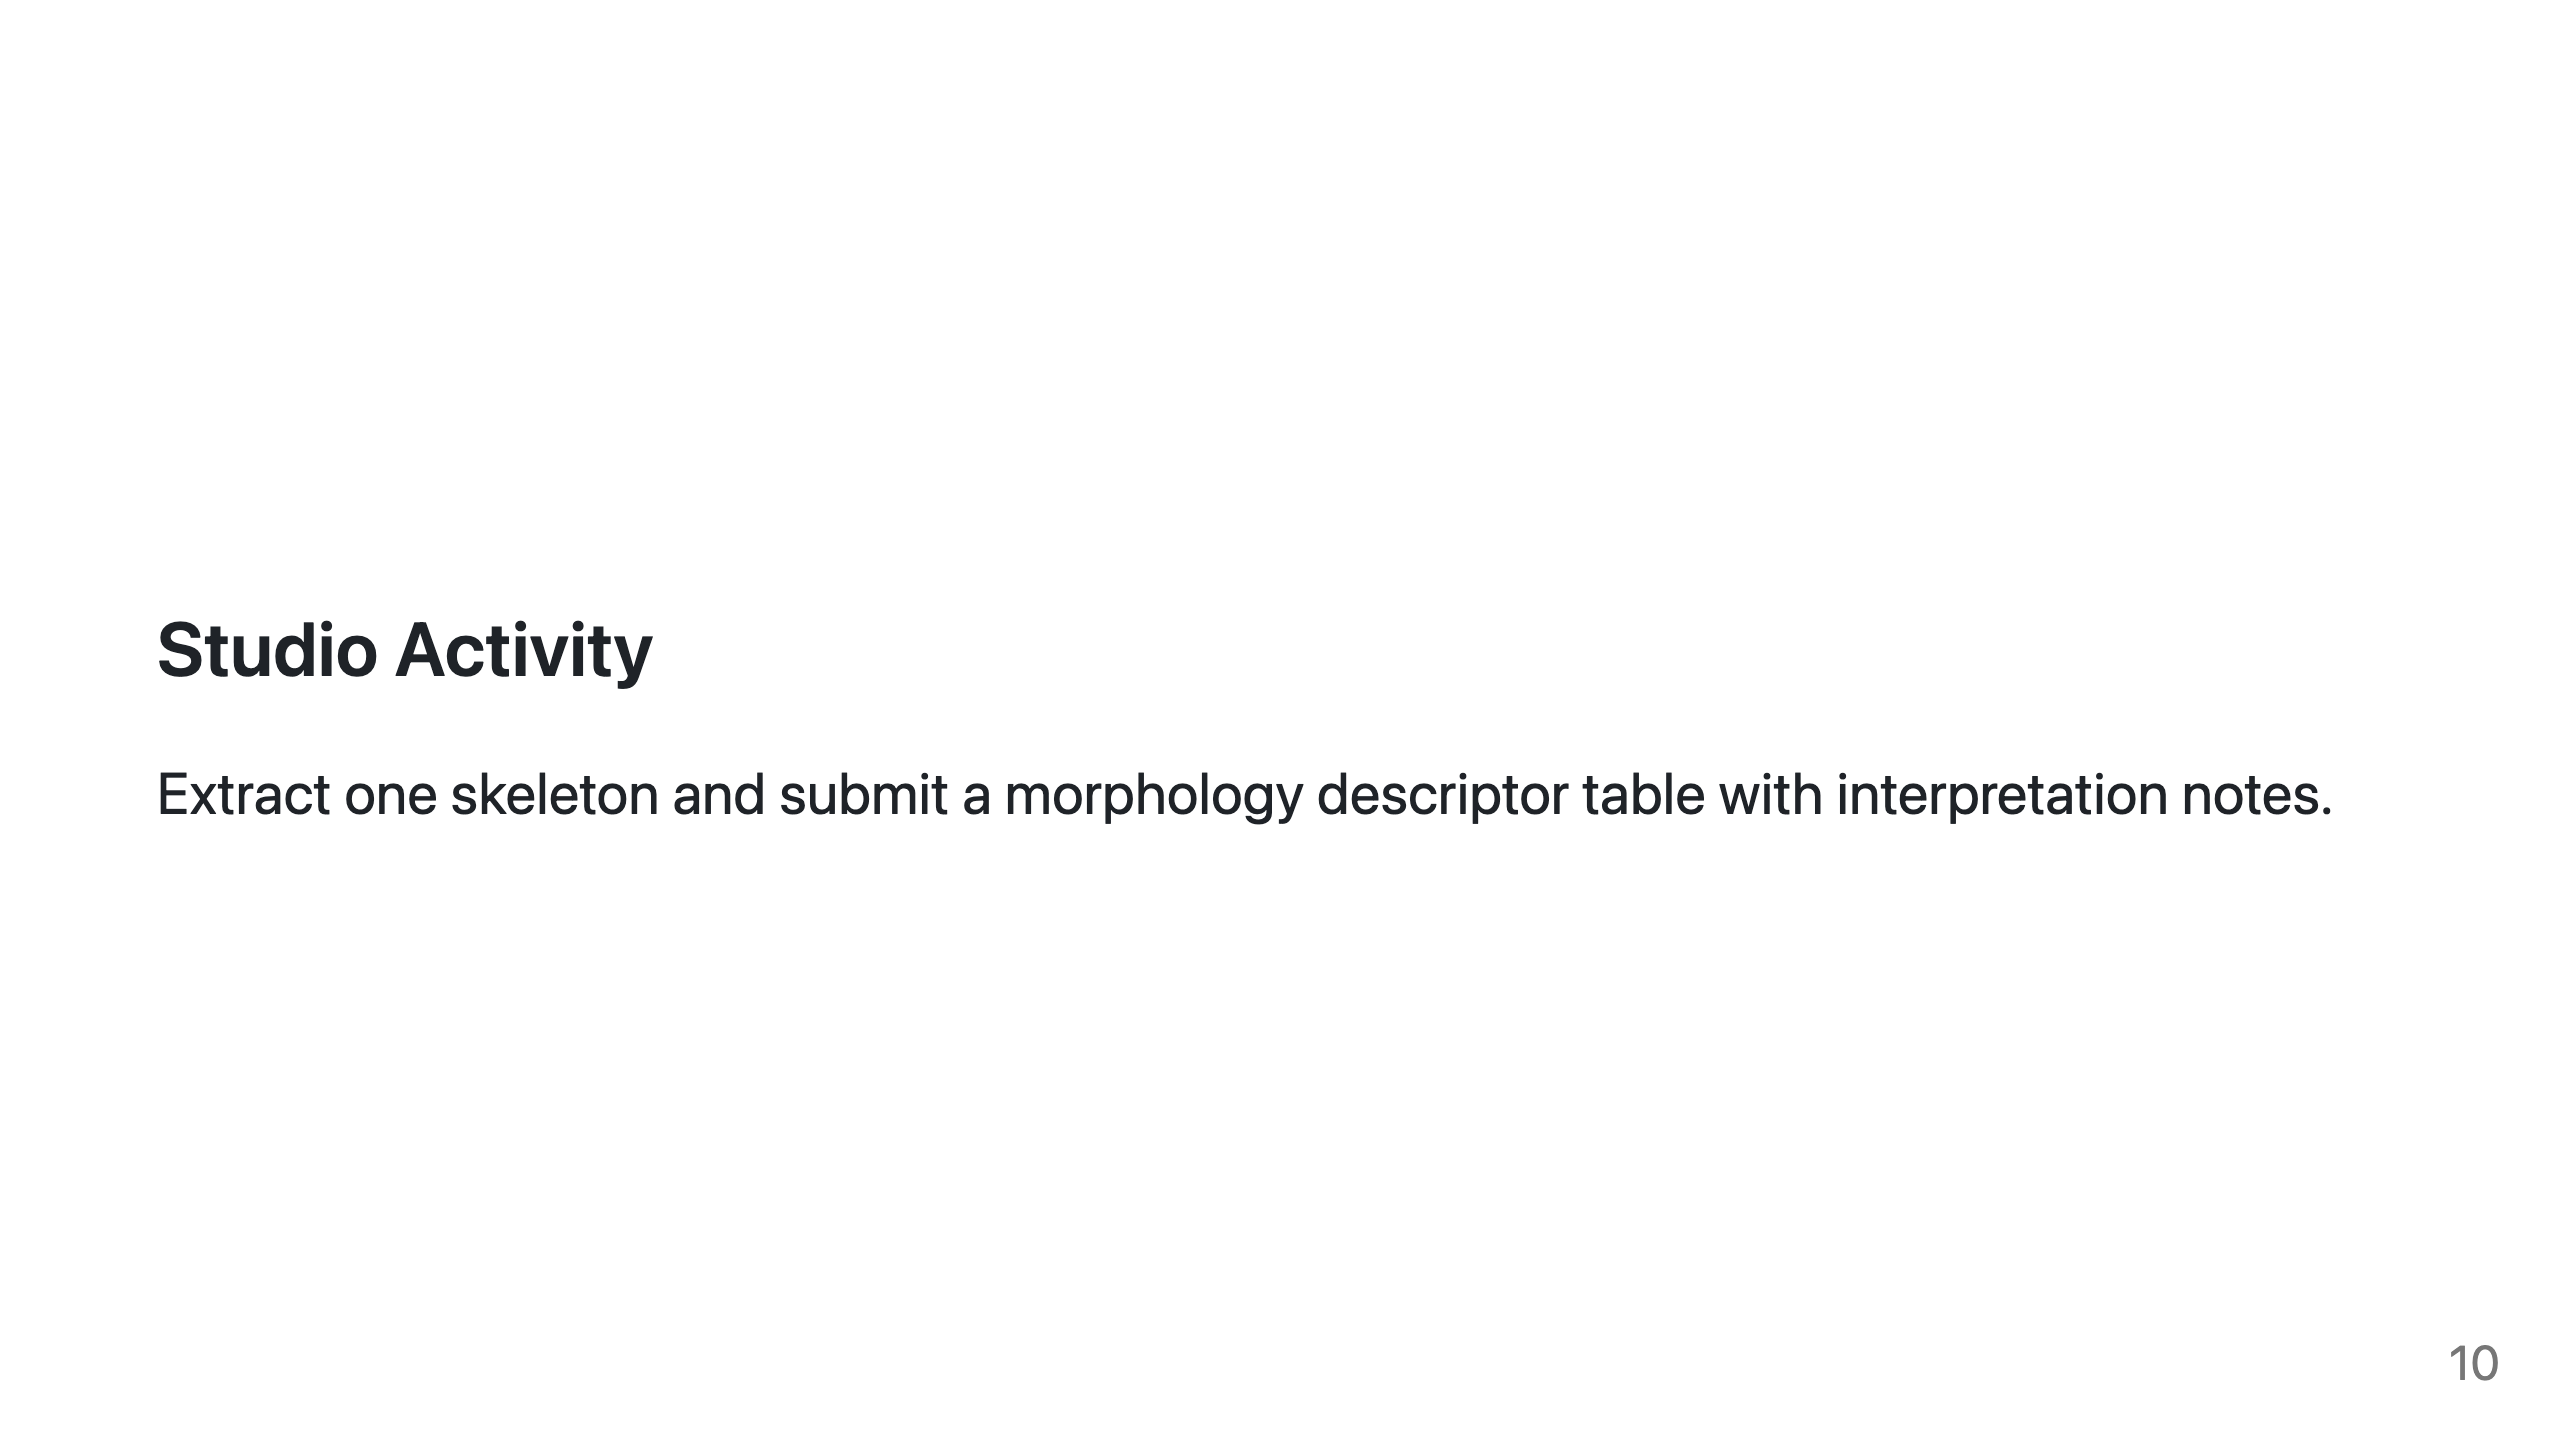 Studio Activity
Extract one skeleton and submit a morphology descriptor table with interpretation notes.
10